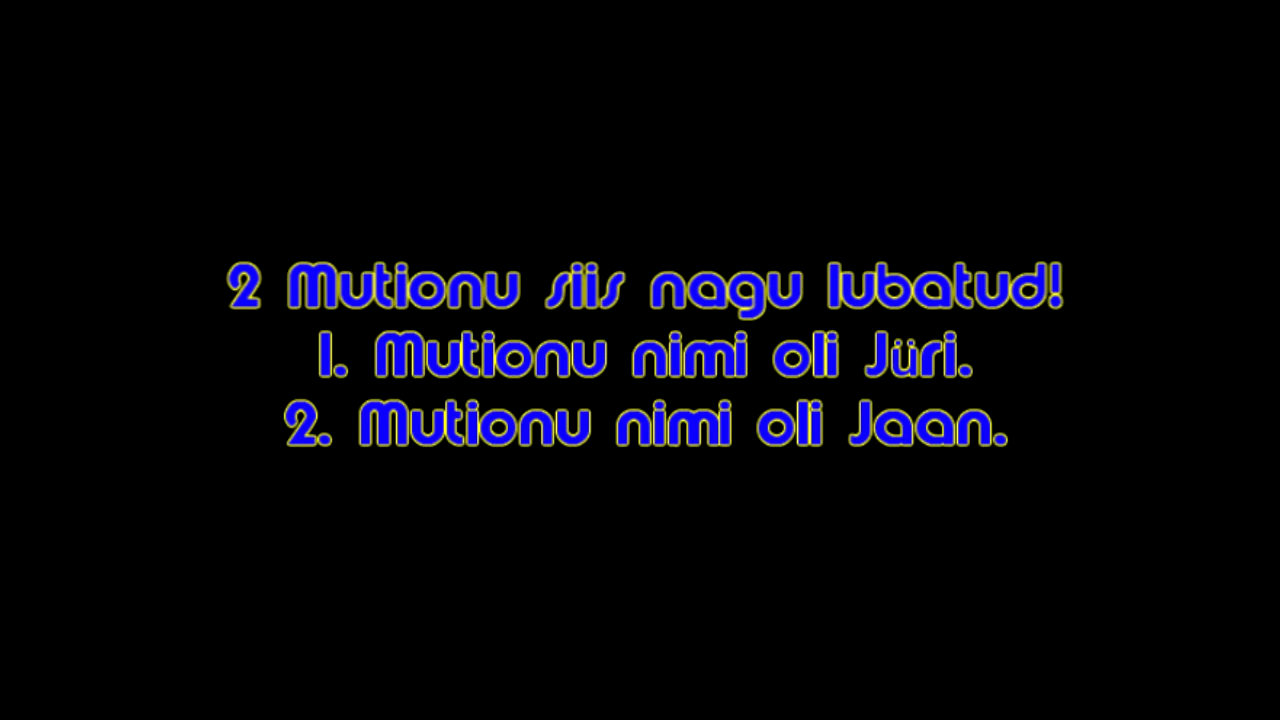 2 Mutionu siis nagu lubatud!
1. Mutionu nimi oli Jüri.
2. Mutionu nimi oli Jaan.